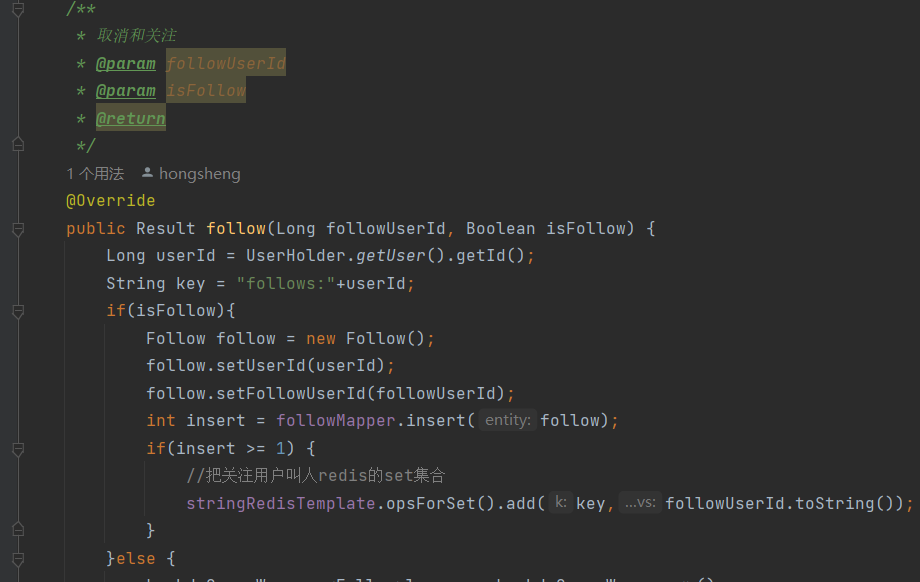 /**
* 取消和关注
* @param followUserId
* @param isFollow
* @return
*/
1 个用法 hongsheng
@Override
public Result follow(Long followUserId, Boolean isFollow) {
Long userId = UserHolder.getUser().getId();
String key = "follows:"+userId;
if(isFollow){
Follow follow = new Follow();
follow.setUserId(userId);
follow.setFollowUserId(followUserId);
int insert = followMapper.insert( entity: follow);
if(insert >= 1) {
//把关注用户叫人redis的set集合
stringRedisTemplate.opsForSet().add( k: key, ...vs: followUserId.toString());
}
}else {